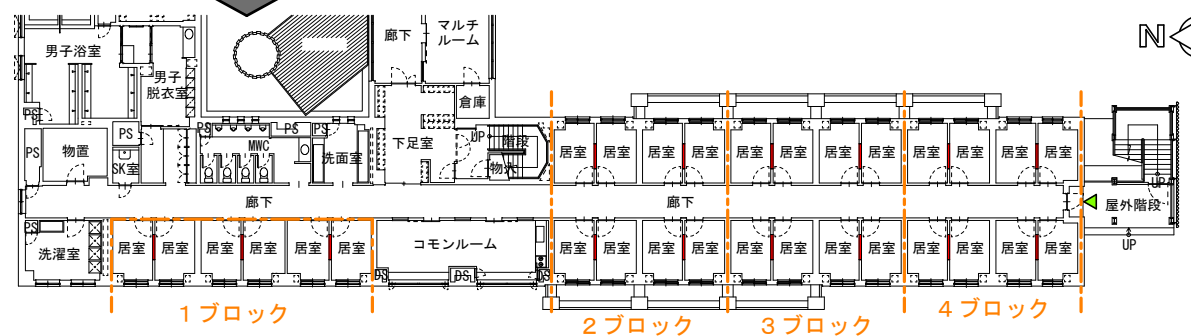 マルチ
ルーム
廊下
N
男子浴室
男子
脱衣室
倉庫
PS
PS
PS
PS
PS
MWC
PS
物置
SK室
洗面室
下足室
UP
階段
物入
居室 居室 居室 居室 居室 居室 居室 居室 居室 居室 居室 居室
UP
廊下
廊下
屋外階段
UP
PS
洗濯室
居室 居室 居室 居室 居室 居室
コモンルーム
居室 居室 居室 居室 居室 居室 居室 居室 居室 居室 居室 居室
DS
DS
DS
1ブロック
2ブロック
3ブロック
4ブロック